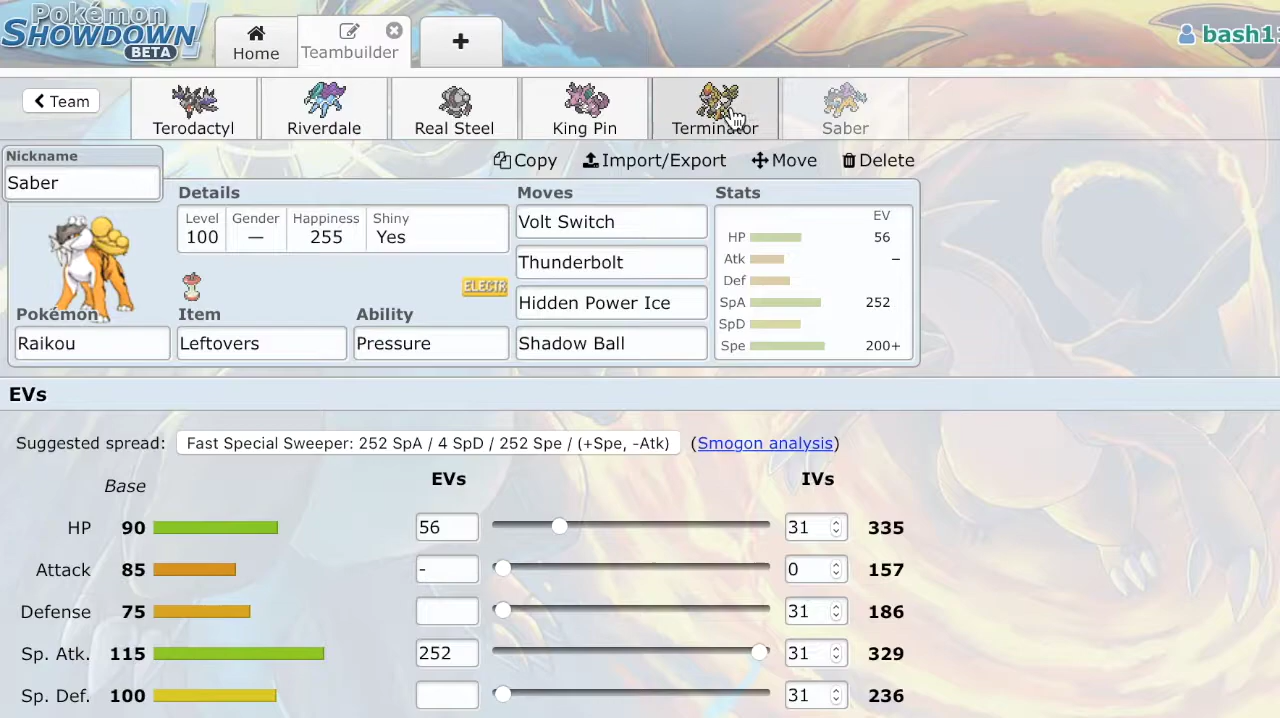 Pokémon
SHOWDOWN
BETA
Home
Teambuilder
+
bash1
Team
Terodactyl
Riverdale
Real Steel
King Pin
Terminator
Saber
Nickname
Saber
Copy Import/Export Move Delete
Details
Moves
Stats
Level Gender Happiness Shiny
100 — 255 Yes
ELECTR
Pokémon
Raikou
Item
Leftovers
Ability
Pressure
Volt Switch
Thunderbolt
Hidden Power Ice
Shadow Ball
EV
HP 56
Atk –
Def
SpA 252
SpD
Spe 200+
EVs
Suggested spread: Fast Special Sweeper: 252 SpA / 4 SpD / 252 Spe / (+Spe, -Atk) (Smogon analysis)
Base EVs IVs
HP 90 56 31 335
Attack 85 - 0 157
Defense 75 31 186
Sp. Atk. 115 252 31 329
Sp. Def. 100 31 236